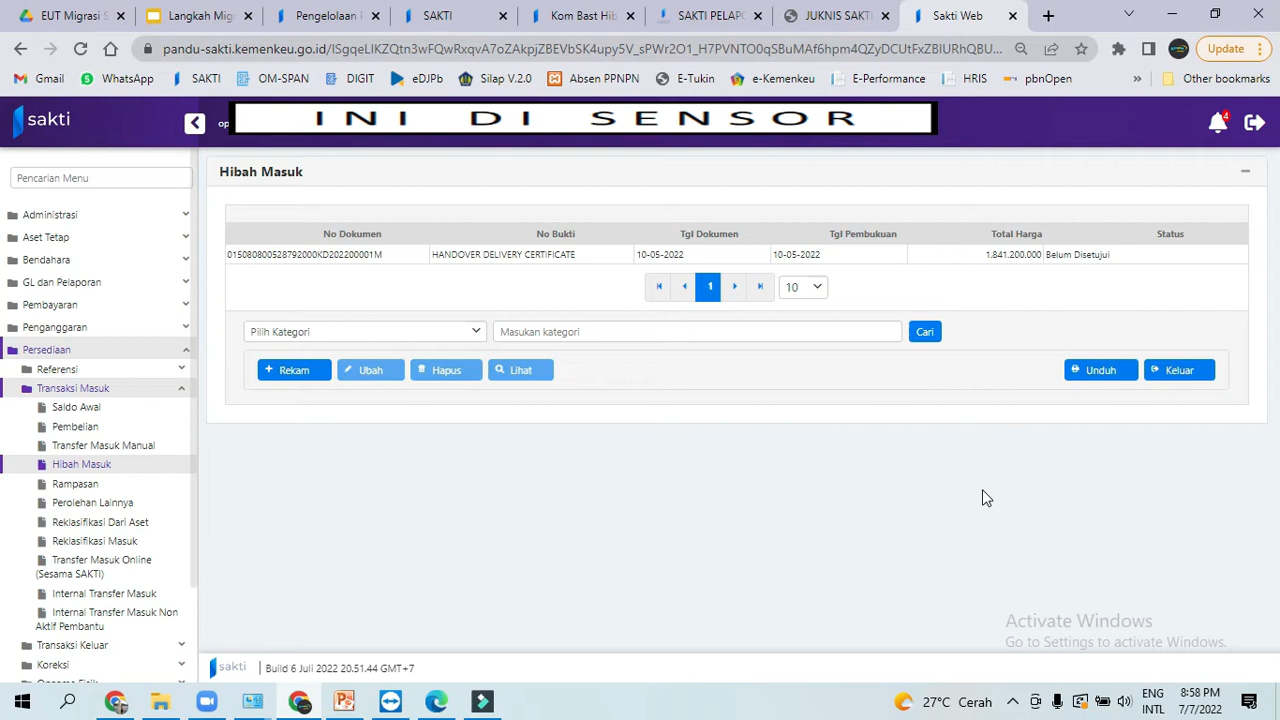 EUT Migrasi S
Langkah Mig
Pengelolaan F
SAKTI
Kom Bast Hib
SAKTI PELAPO
JUKNIS SAKTI
Sakti Web
Update
Gmail
WhatsApp
SAKTI
OM-SPAN
DIGIT
eDJPb
Silap V.2.0
Absen PPNPN
E-Tukin
e-Kemenkeu
E-Performance
HRIS
pbnOpen
Other bookmarks
sakti
op
INI DI SENSOR
4
Pencarian Menu
Administrasi
Aset Tetap
Bendahara
GL dan Pelaporan
Pembayaran
Penganggaran
Persediaan
Referensi
Transaksi Masuk
Saldo Awal
Pembelian
Transfer Masuk Manual
Hibah Masuk
Rampasan
Perolehan Lainnya
Reklasifikasi Dari Aset
Reklasifikasi Masuk
Transfer Masuk Online
(Sesama SAKTI)
Internal Transfer Masuk
Internal Transfer Masuk Non
Aktif Pembantu
Transaksi Keluar
Koreksi
Hibah Masuk
No Dokumen No Bukti Tgl Dokumen Tgl Pembukuan Total Harga Status
015080800528792000KD202200001M HANDOVER DELIVERY CERTIFICATE 10-05-2022 10-05-2022 1.841.200.000 Belum Disetujui
1
10
Pilih Kategori
Masukan kategori
Cari
Rekam
Ubah
Hapus
Lihat
Unduh
Keluar
Activate Windows
Go to Settings to activate Windows.
sakti
Build 6 Juli 2022 20.51.44 GMT+7
27°C Cerah
ENG
INTL
8:58 PM
7/7/2022